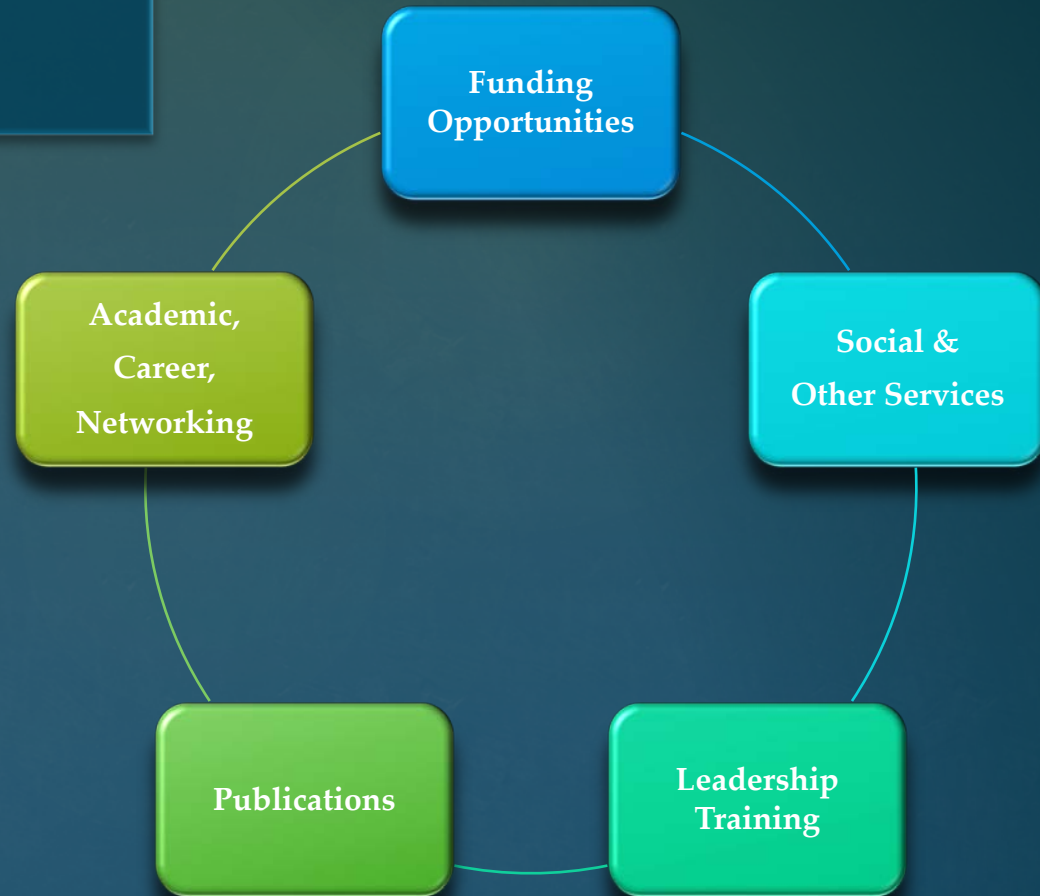 Funding
Opportunities
Social &
Other Services
Leadership
Training
Publications
Academic,
Career,
Networking